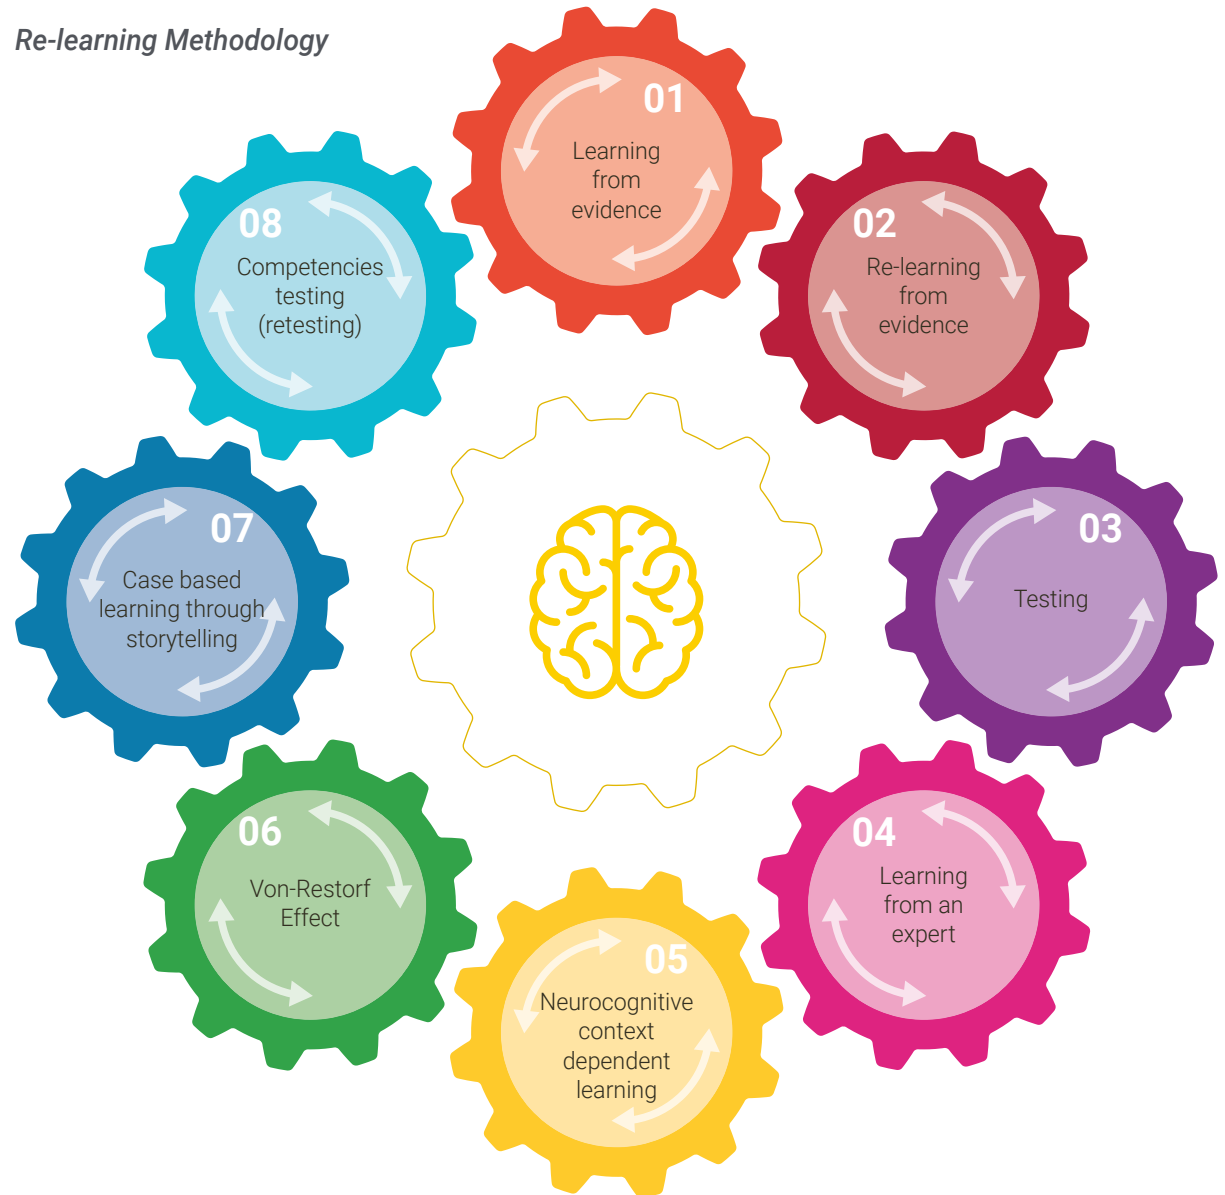 Re-learning Methodology
01
Learning
from
evidence
02
Re-learning
from
evidence
03
Testing
04
Learning
from an
expert
05
Neurocognitive
context
dependent
learning
06
Von-Restorf
Effect
07
Case based
learning through
storytelling
08
Competencies
testing
(retesting)